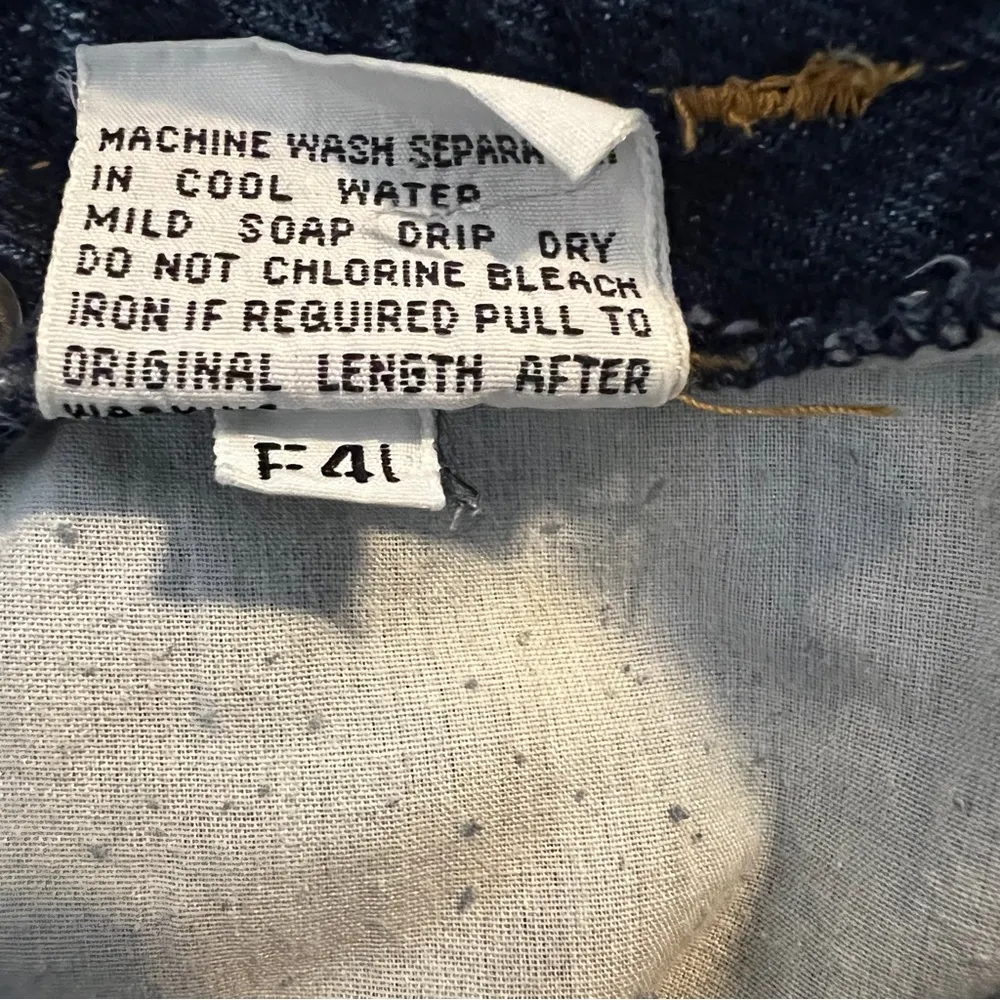 MACHINE WASH
IN COOL WATER
MILD SOAP DRIP DRY
DO NOT CHLORINE BLEACH
IRON IF REQUIRED PULL TO
ORIGINAL LENGTH AFTER
F41